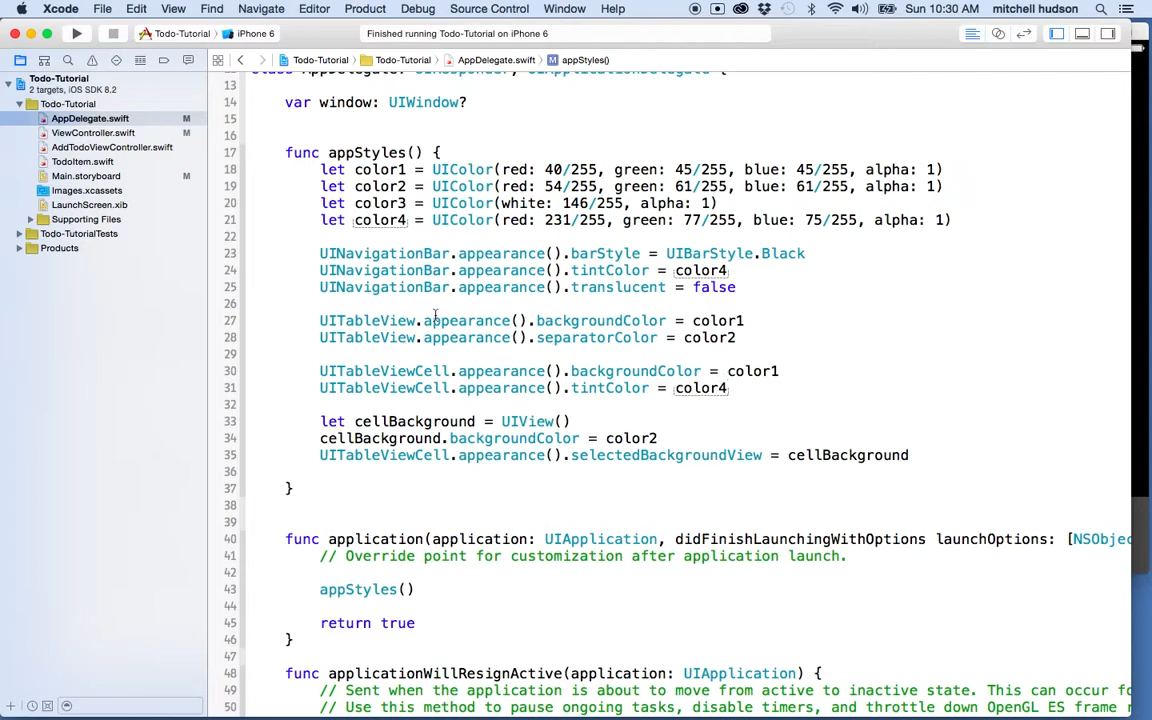 Xcode File Edit View Find Navigate Editor Product Debug Source Control Window Help Sun 10:30 AM mitchell hudson
Todo-Tutorial iPhone 6 Finished running Todo-Tutorial on iPhone 6
Todo-Tutorial Todo-Tutorial AppDelegate.swift M appStyles()
Todo-Tutorial
2 targets, iOS SDK 8.2
Todo-Tutorial
AppDelegate.swift M
ViewController.swift M
AddTodoViewController.swift
TodoItem.swift
Main.storyboard M
Images.xcassets
LaunchScreen.xib
Supporting Files
Todo-TutorialTests
Products
13
14 var window: UIWindow?
15
16
17 func appStyles() {
18 let color1 = UIColor(red: 40/255, green: 45/255, blue: 45/255, alpha: 1)
19 let color2 = UIColor(red: 54/255, green: 61/255, blue: 61/255, alpha: 1)
20 let color3 = UIColor(white: 146/255, alpha: 1)
21 let color4 = UIColor(red: 231/255, green: 77/255, blue: 75/255, alpha: 1)
22
23 UINavigationBar.appearance().barStyle = UIBarStyle.Black
24 UINavigationBar.appearance().tintColor = color4
25 UINavigationBar.appearance().translucent = false
26
27 UITableView.appearance().backgroundColor = color1
28 UITableView.appearance().separatorColor = color2
29
30 UITableViewCell.appearance().backgroundColor = color1
31 UITableViewCell.appearance().tintColor = color4
32
33 let cellBackground = UIView()
34 cellBackground.backgroundColor = color2
35 UITableViewCell.appearance().selectedBackgroundView = cellBackground
36
37 }
38
39
40 func application(application: UIApplication, didFinishLaunchingWithOptions launchOptions: [NSObjec
41 // Override point for customization after application launch.
42
43 appStyles()
44
45 return true
46 }
47
48 func applicationWillResignActive(application: UIApplication) {
49 // Sent when the application is about to move from active to inactive state. This can occur fo
50 // Use this method to pause ongoing tasks, disable timers, and throttle down OpenGL ES frame r